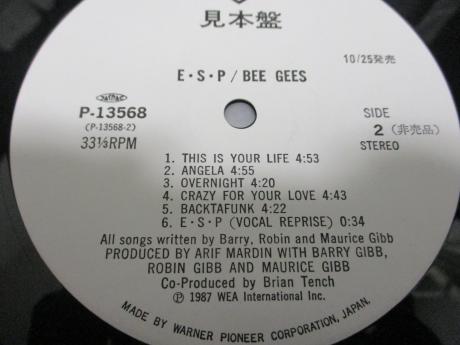 見本盤
10/25発売
E・S・P / BEE GEES
JASRAC
P-13568
(P-13568-2)
33⅓RPM
SIDE
2 (非売品)
STEREO
1. THIS IS YOUR LIFE 4:53
2. ANGELA 4:55
3. OVERNIGHT 4:20
4. CRAZY FOR YOUR LOVE 4:43
5. BACKTAFUNK 4:22
6. E・S・P (VOCAL REPRISE) 0:34
All songs written by Barry, Robin and Maurice Gibb
PRODUCED BY ARIF MARDIN WITH BARRY GIBB,
ROBIN GIBB AND MAURICE GIBB
Co-Produced by Brian Tench
Ⓟ 1987 WEA International Inc.
MADE BY WARNER PIONEER CORPORATION, JAPAN.